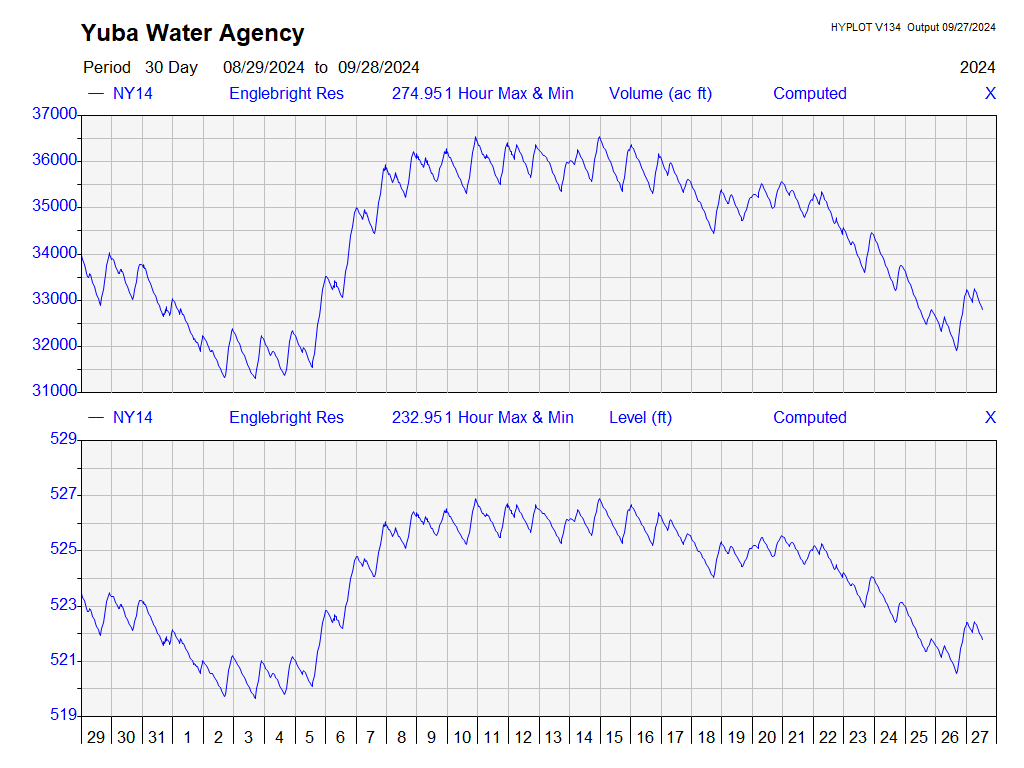 Yuba Water Agency
HYPLOT V134 Output 09/27/2024
Period 30 Day 08/29/2024 to 09/28/2024
2024
NY14 Englebright Res 274.951 Hour Max & Min Volume (ac ft) Computed X
37000
36000
35000
34000
33000
32000
31000
NY14 Englebright Res 232.951 Hour Max & Min Level (ft) Computed X
529
527
525
523
521
519
29 30 31 1 2 3 4 5 6 7 8 9 10 11 12 13 14 15 16 17 18 19 20 21 22 23 24 25 26 27